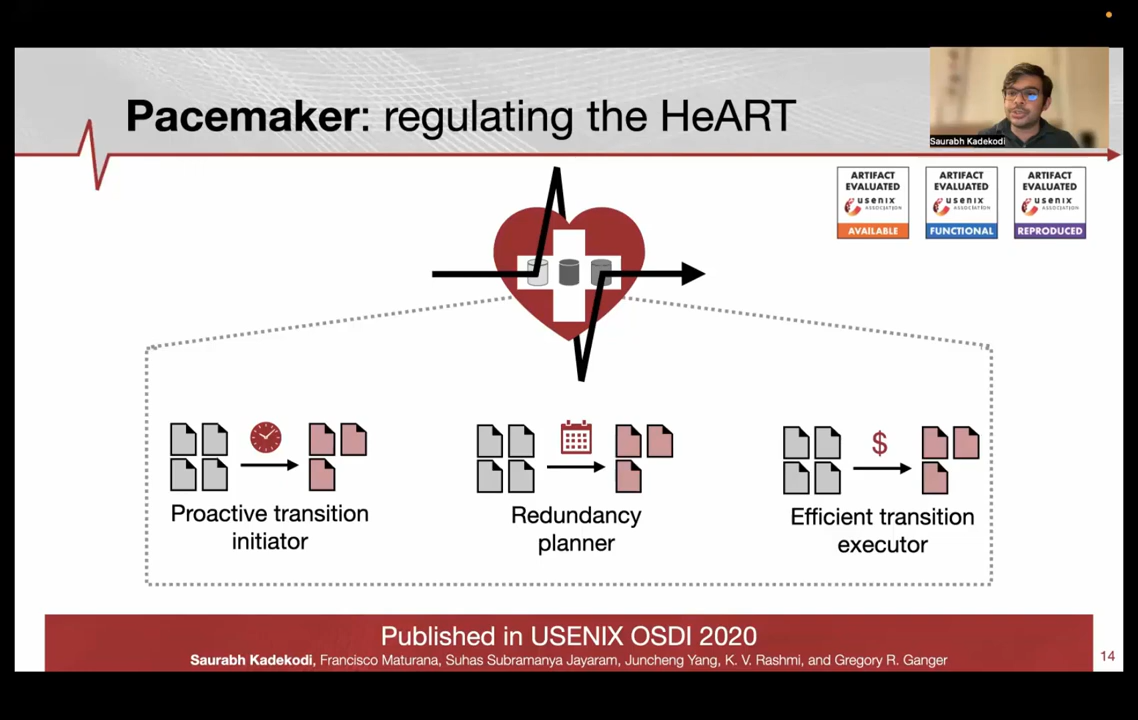 Pacemaker: regulating the HeART
Saurabh Kadekodi
ARTIFACT
EVALUATED
usenix
ASSOCIATION
AVAILABLE
ARTIFACT
EVALUATED
usenix
ASSOCIATION
FUNCTIONAL
ARTIFACT
EVALUATED
usenix
ASSOCIATION
REPRODUCED
$
Proactive transition
initiator
Redundancy
planner
Efficient transition
executor
Published in USENIX OSDI 2020
Saurabh Kadekodi, Francisco Maturana, Suhas Subramanya Jayaram, Juncheng Yang, K. V. Rashmi, and Gregory R. Ganger
14